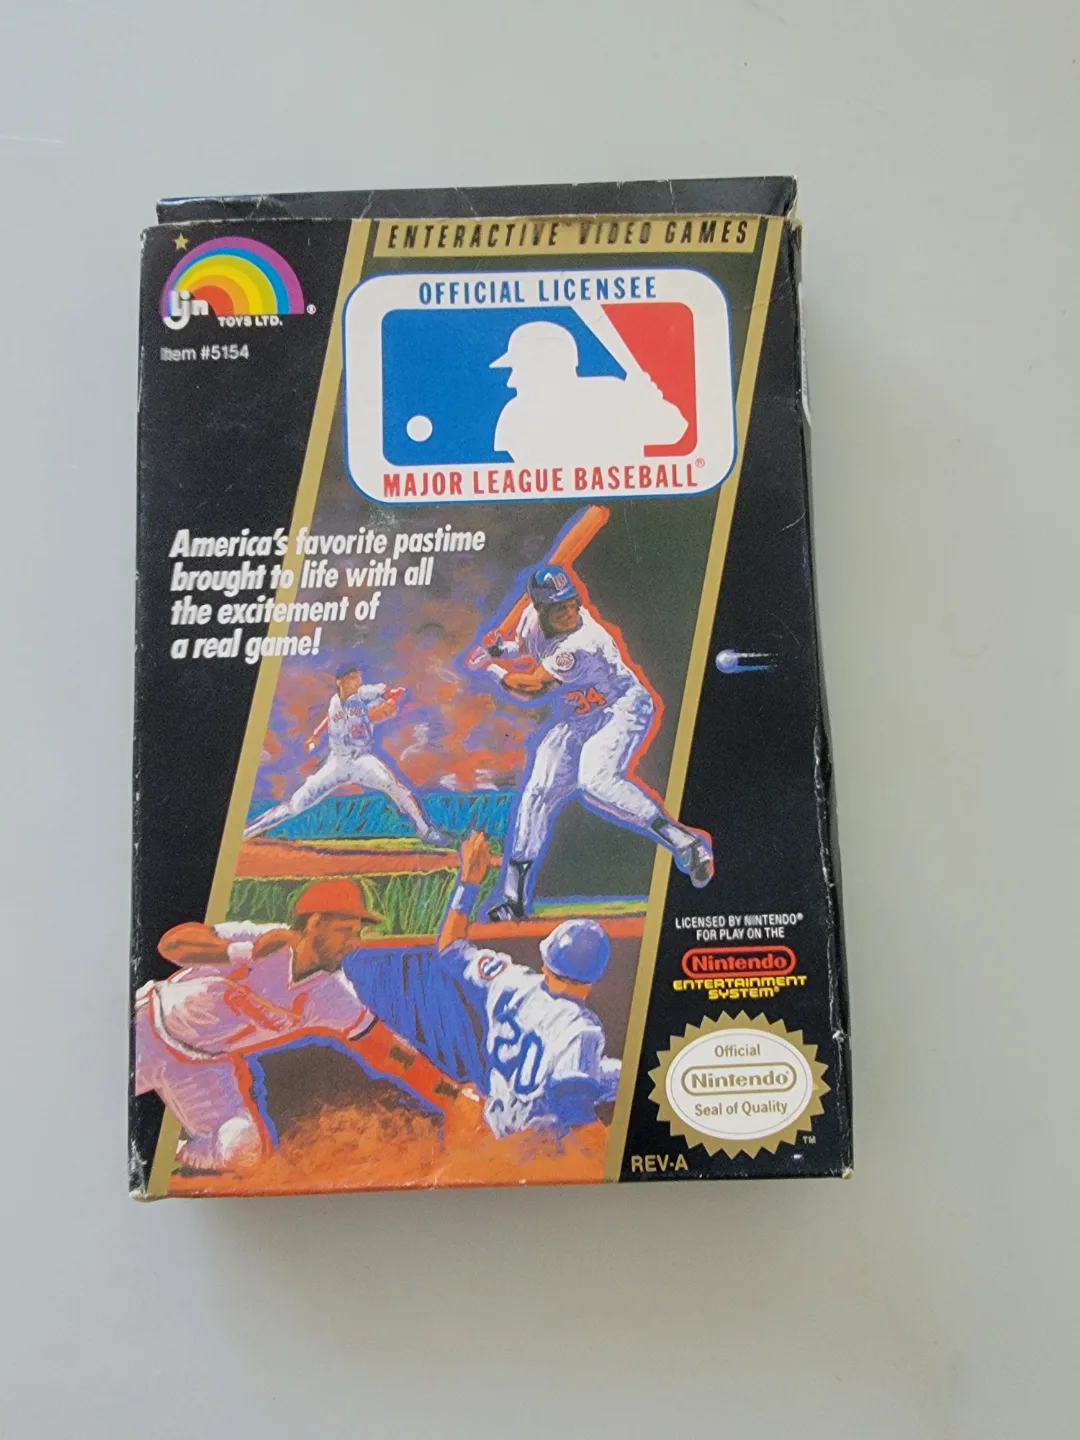 ENTERACTIVE™ VIDEO GAMES
ljn
TOYS LTD. ®
Item #5154
OFFICIAL LICENSEE
MAJOR LEAGUE BASEBALL®
America's favorite pastime
brought to life with all
the excitement of
a real game!
34
20
LICENSED BY NINTENDO®
FOR PLAY ON THE
Nintendo
ENTERTAINMENT
SYSTEM®
Official
Nintendo®
Seal of Quality
TM
REV-A